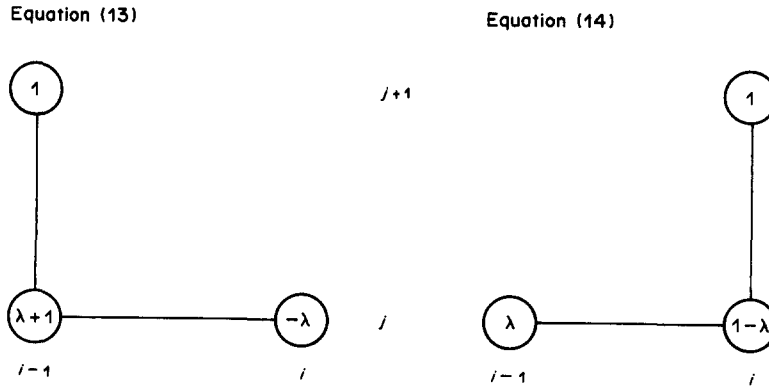 Equation (13)
Equation (14)
1
j+1
1
λ+1
-λ
j
λ
1-λ
i-1
i
i-1
i